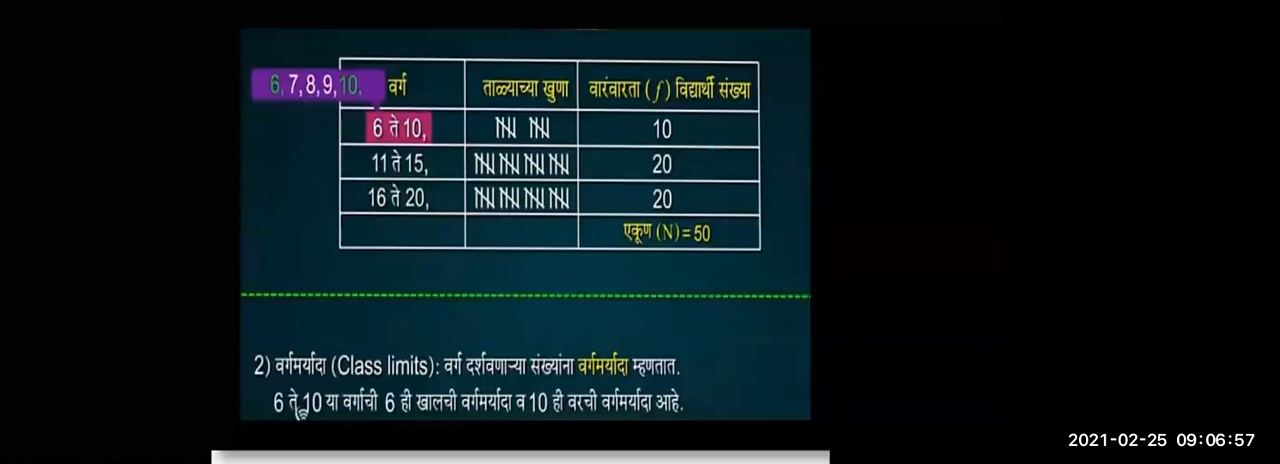 6, 7, 8, 9, 10,
वर्ग ताळ्याच्या खुणा वारंवारता (f) विद्यार्थी संख्या
6 ते 10, 10
11 ते 15, 20
16 ते 20, 20
एकूण (N) = 50
2) वर्गमर्यादा (Class limits): वर्ग दर्शवणाऱ्या संख्यांना वर्गमर्यादा म्हणतात.
6 ते 10 या वर्गाची 6 ही खालची वर्गमर्यादा व 10 ही वरची वर्गमर्यादा आहे.
2021-02-25 09:06:57